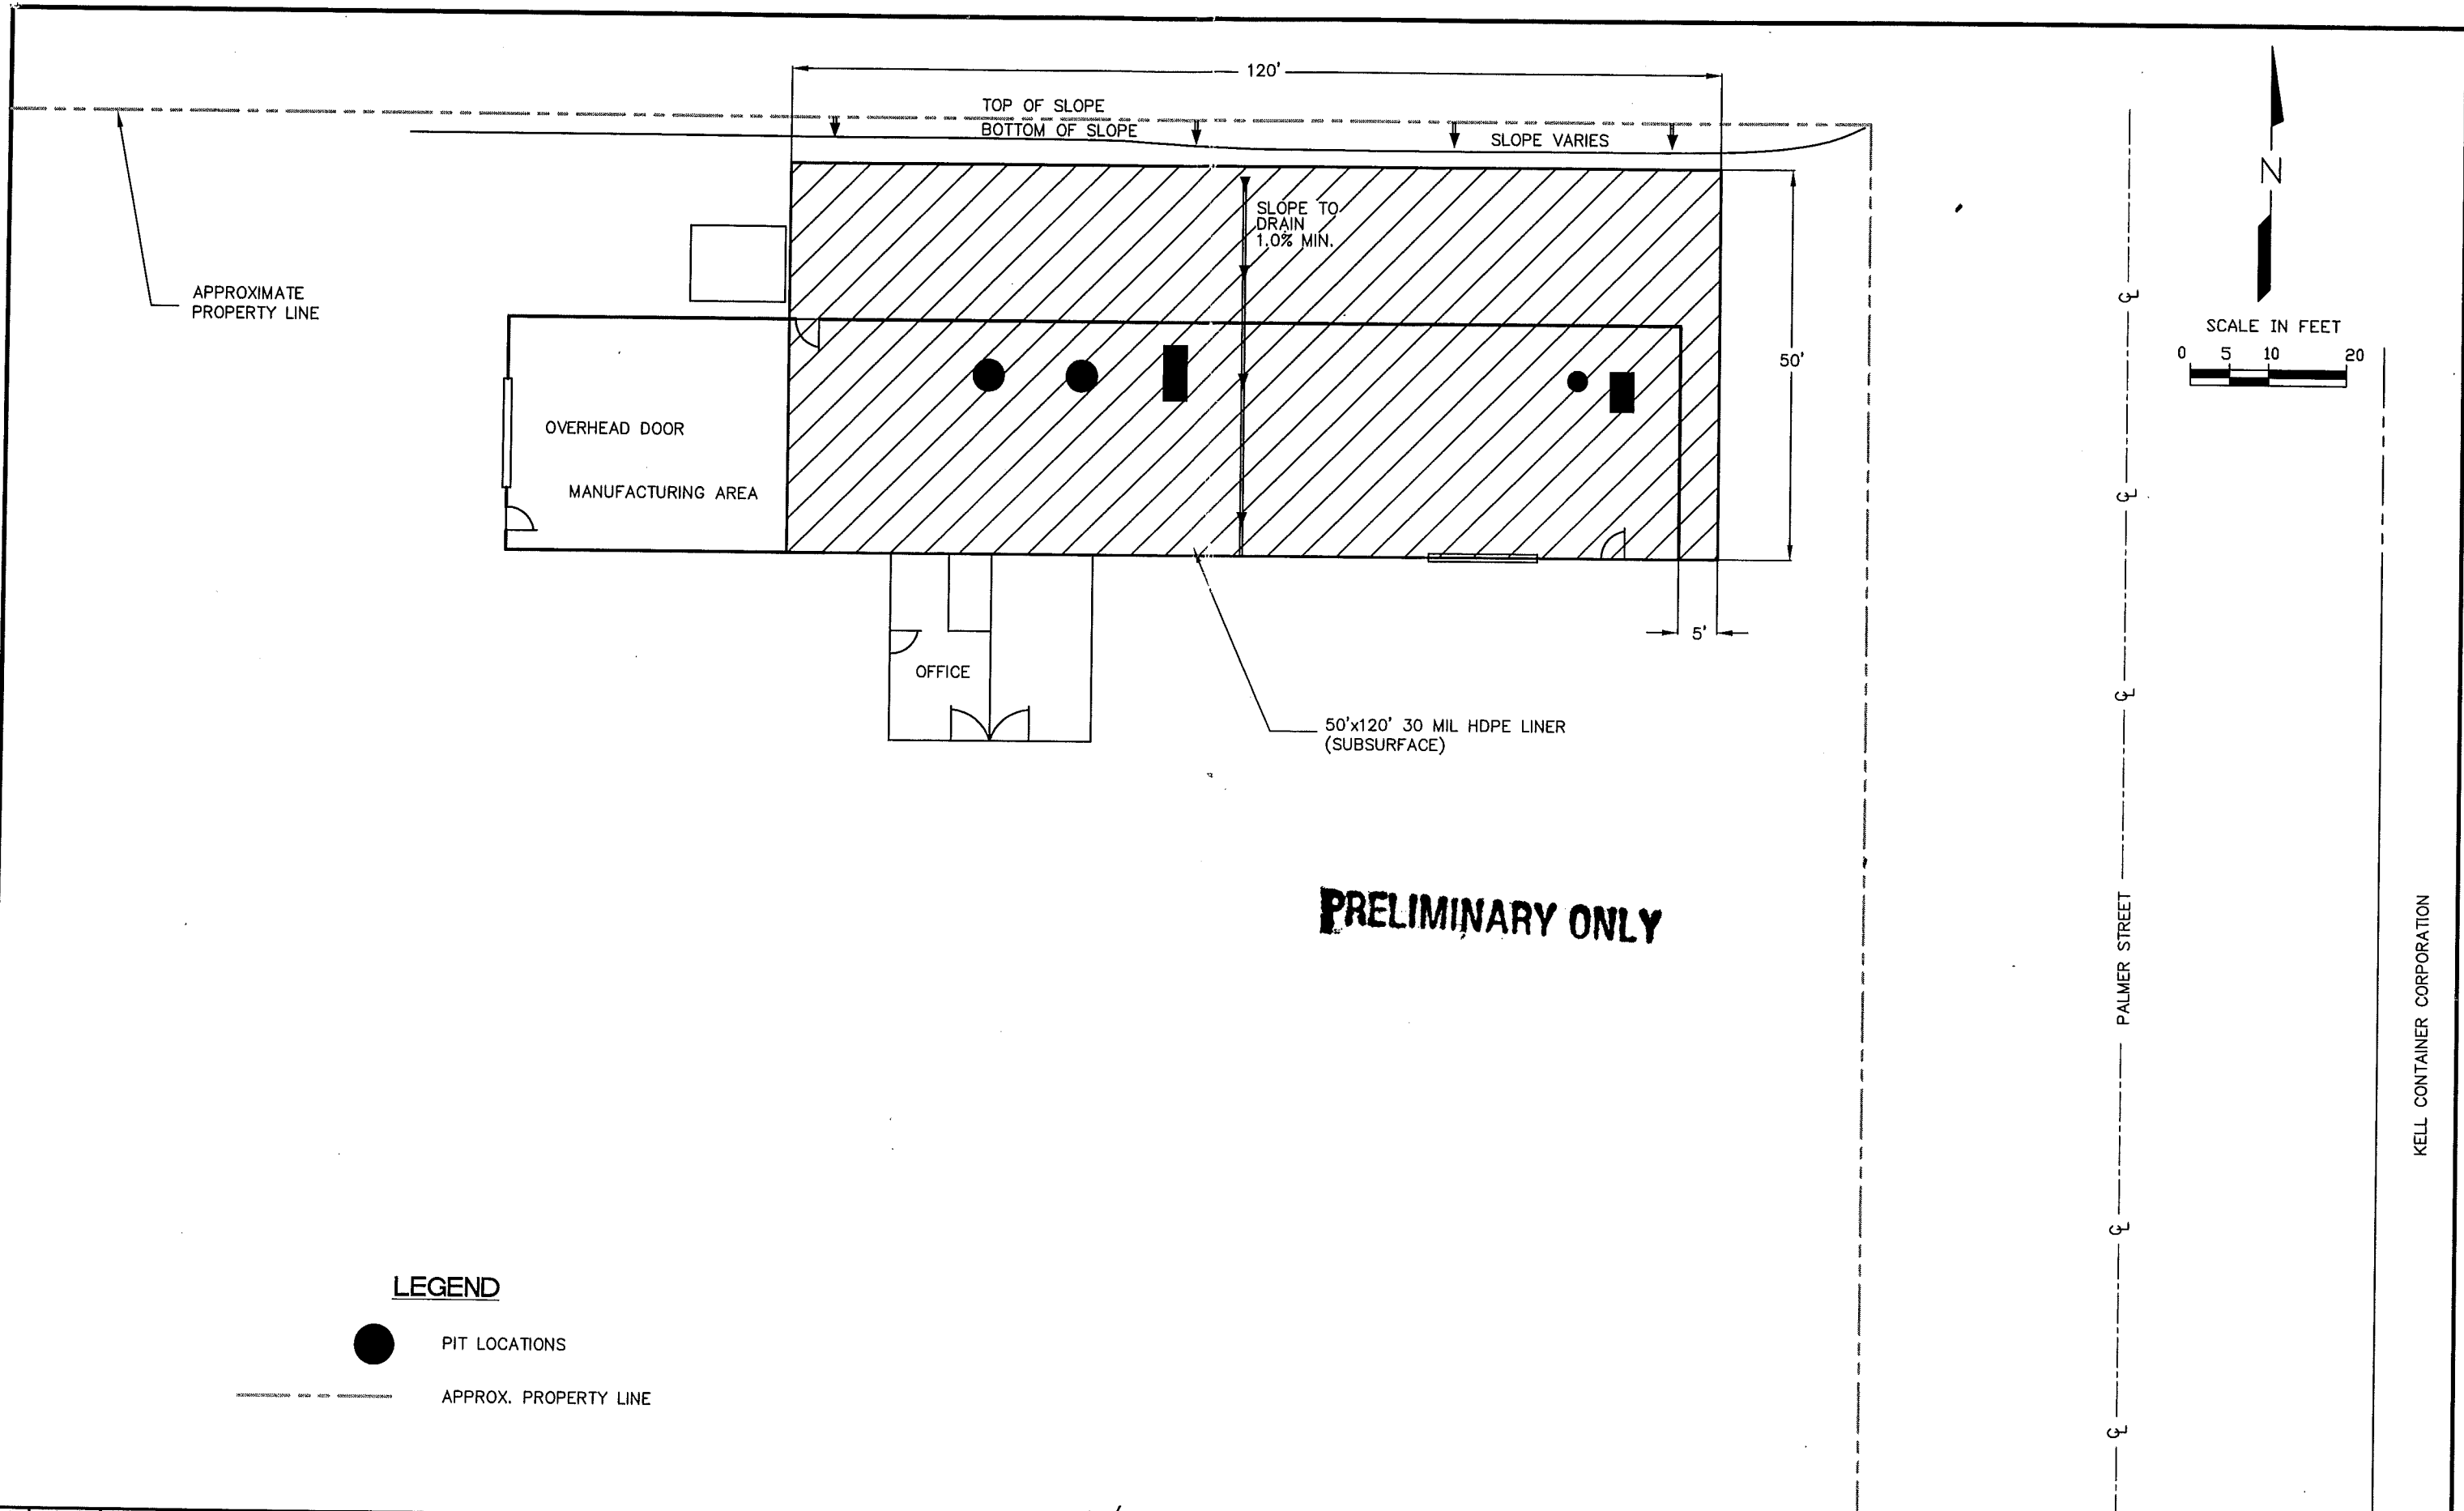 120'
TOP OF SLOPE
BOTTOM OF SLOPE
SLOPE VARIES
SLOPE TO
DRAIN
1.0% MIN.
N
APPROXIMATE
PROPERTY LINE
SCALE IN FEET
0 5 10 20
50'
OVERHEAD DOOR
MANUFACTURING AREA
5'
OFFICE
50'x120' 30 MIL HDPE LINER
(SUBSURFACE)
PRELIMINARY ONLY
℄
℄
℄
PALMER STREET
℄
℄
KELL CONTAINER CORPORATION
LEGEND
PIT LOCATIONS
APPROX. PROPERTY LINE